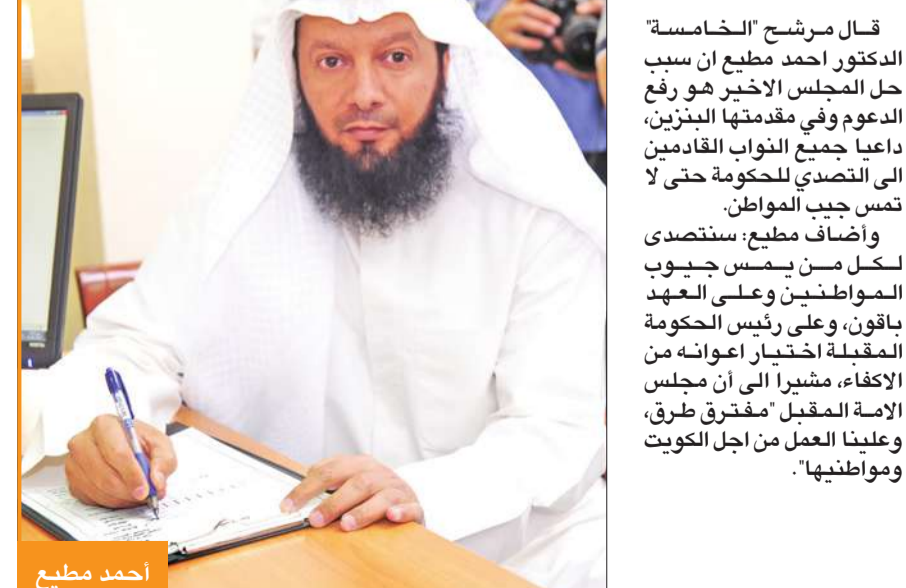 قال مرشح "الخامسة"
الدكتور احمد مطيع ان سبب
حل المجلس الاخير هو رفع
الدعوم وفي مقدمتها البنزين،
داعيا جميع النواب القادمين
الى التصدي للحكومة حتى لا
تمس جيب المواطن.
وأضاف مطيع: سنتصدى
لكل من يمس جيوب
المواطنين وعلى العهد
باقون، وعلى رئيس الحكومة
المقبلة اختيار اعوانه من
الاكفاء، مشيرا الى أن مجلس
الامة المقبل "مفترق طرق،
وعلينا العمل من اجل الكويت
ومواطنيها".
أحمد مطيع